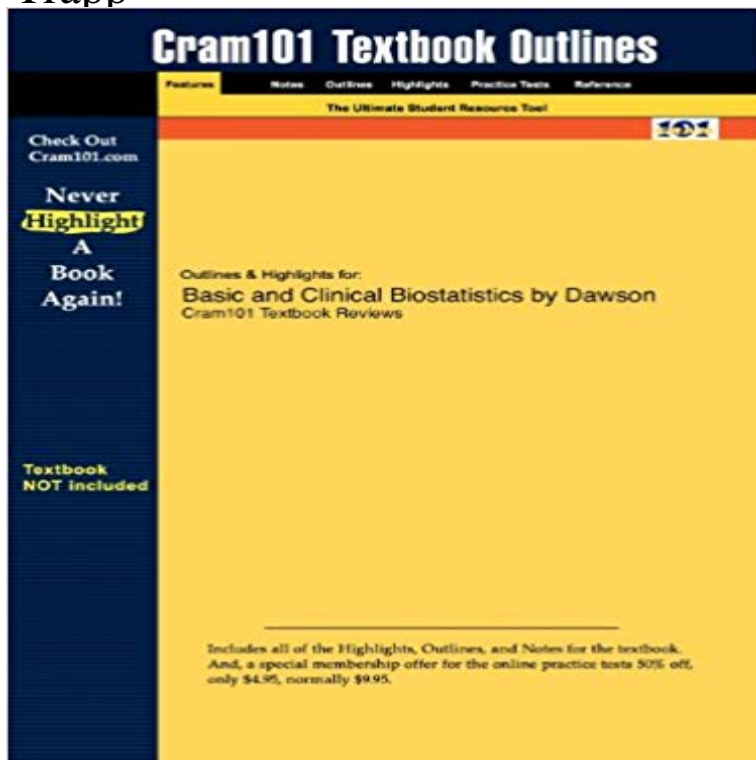 Trapp
Cram101 Textbook Outlines
Features Notes Outlines Highlights Practice Tests Reference
The Ultimate Student Resource Tool
101
Check Out
Cram101.com
Never
Highlight
A
Book
Again!
Outlines & Highlights for:
Basic and Clinical Biostatistics by Dawson
Cram101 Textbook Reviews
Textbook
NOT included
Includes all of the Highlights, Outlines, and Notes for the textbook.
And, a special membership offer for the online practice tests 50% off,
only $4.95, normally $9.95.